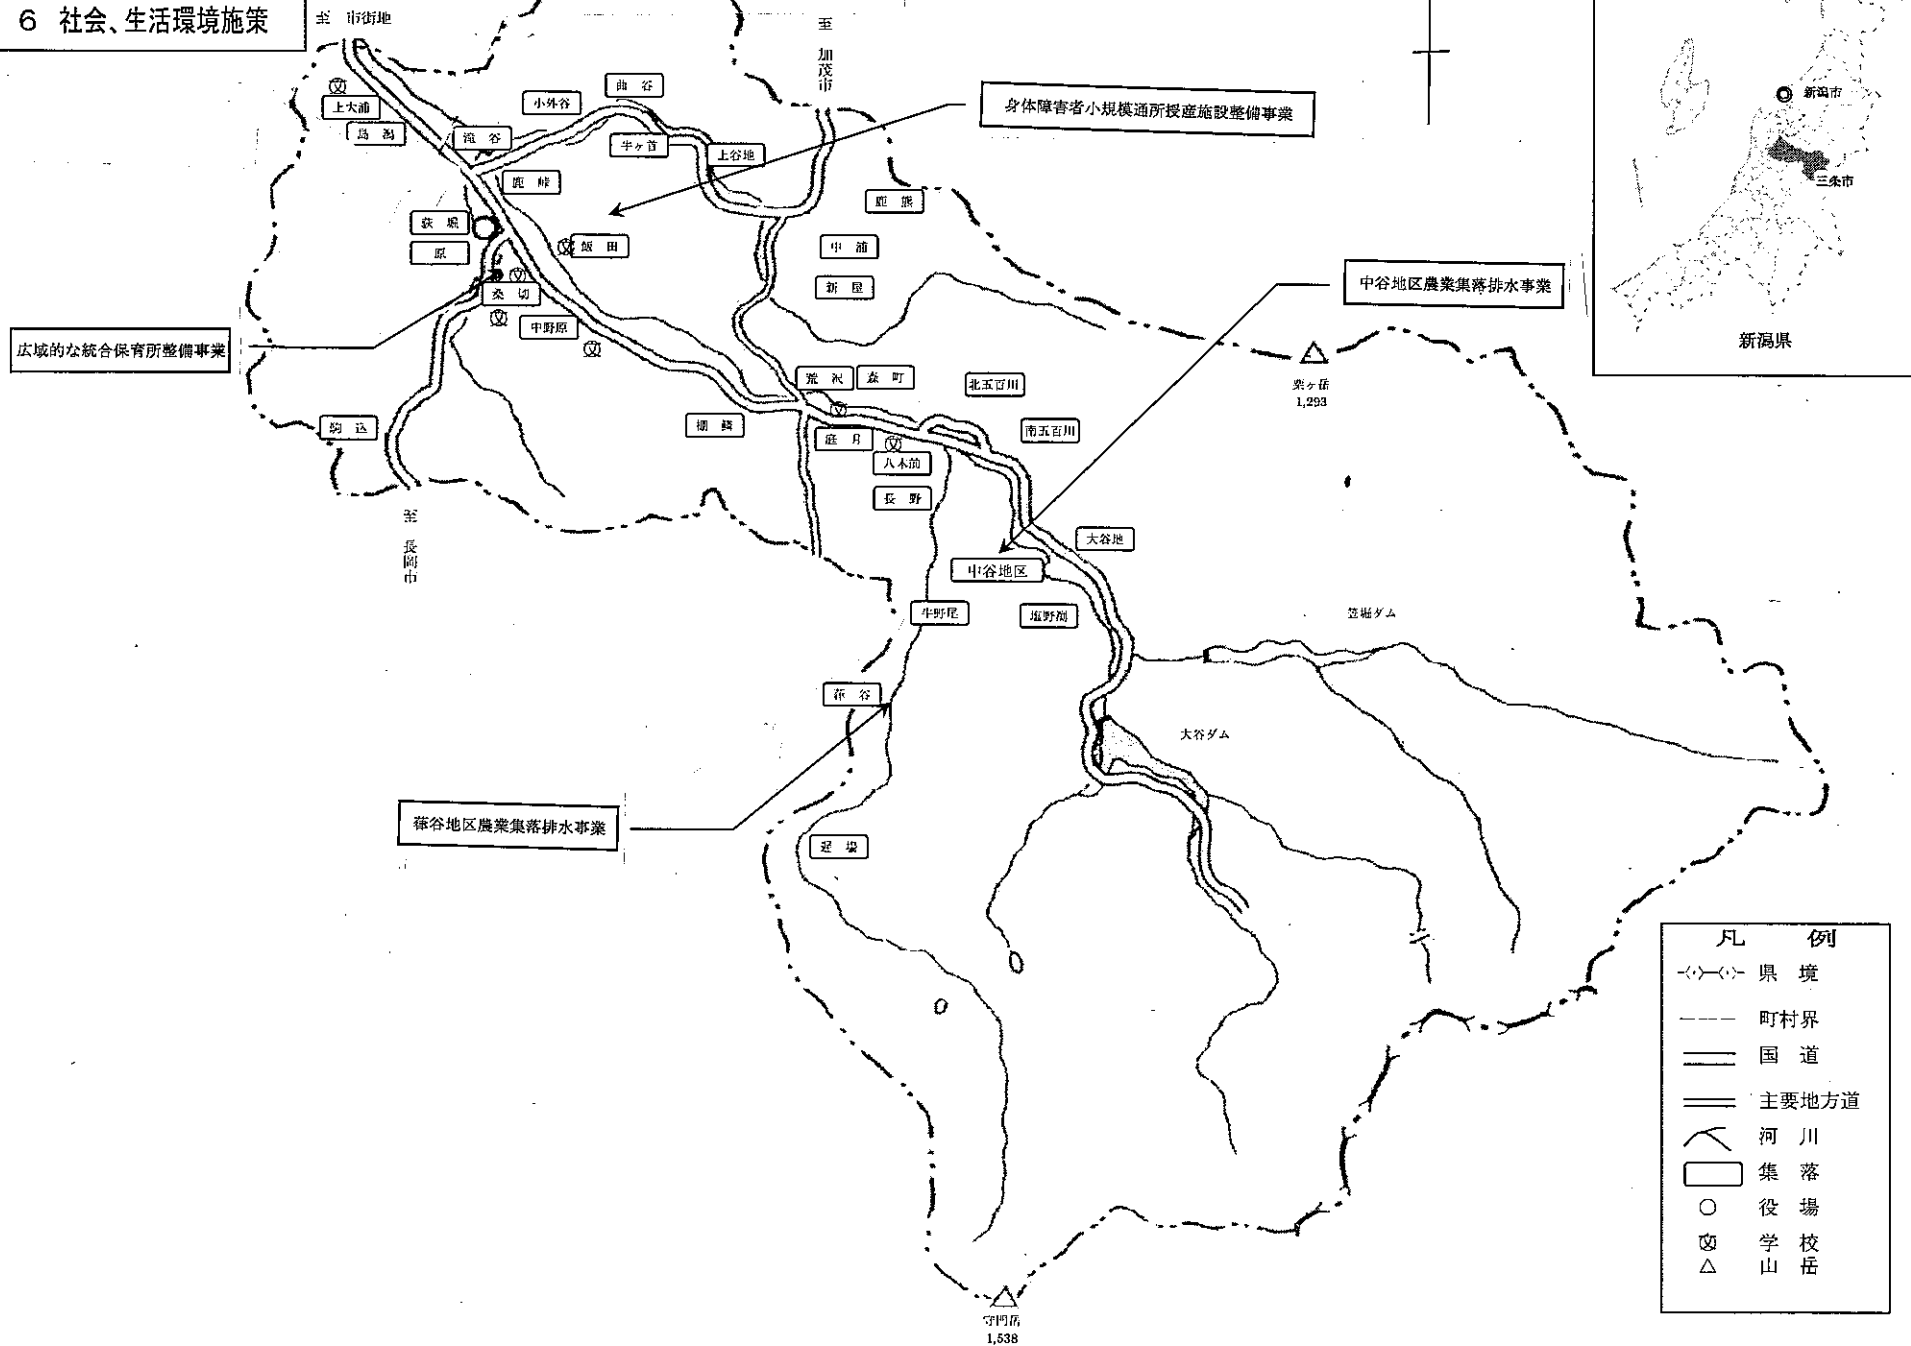 6 社会、生活環境施策
至 市街地
至 加茂市
上大浦
島潟
滝谷
小外谷
曲谷
牛ヶ首
上谷地
鹿峠
荻堀
原
飯田
桑切
中野原
鹿熊
中浦
新屋
身体障害者小規模通所授産施設整備事業
中谷地区農業集落排水事業
広域的な統合保育所整備事業
駒込
至 長岡市
棚鱗
荒沢
森町
庭月
八木前
長野
北五百川
南五百川
粟ヶ岳
1,293
大谷地
中谷地区
牛野尾
塩野渕
笠堀ダム
大谷ダム
葎谷
葎谷地区農業集落排水事業
遅場
守門岳
1,538
新潟市
三条市
新潟県
凡 例
県 境
町村界
国 道
主要地方道
河 川
集 落
役 場
学 校
山 岳